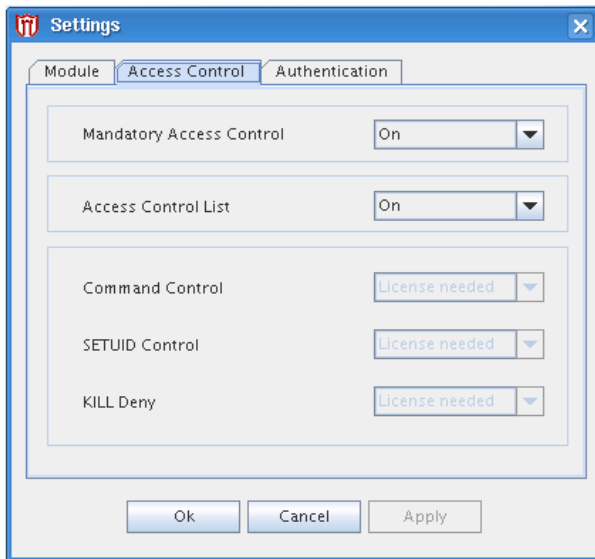 Settings
Module Access Control Authentication
Mandatory Access Control On
Access Control List On
Command Control License needed
SETUID Control License needed
KILL Deny License needed
Ok Cancel Apply